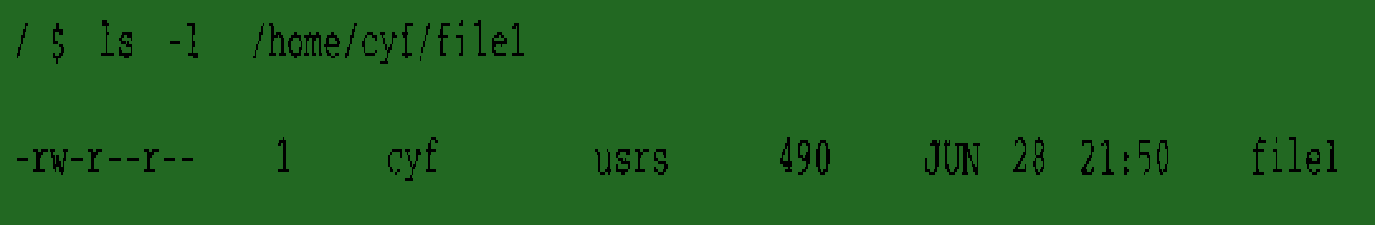 / $ ls -l /home/cyf/file1
-rw-r--r-- 1 cyf usrs 490 JUN 28 21:50 file1